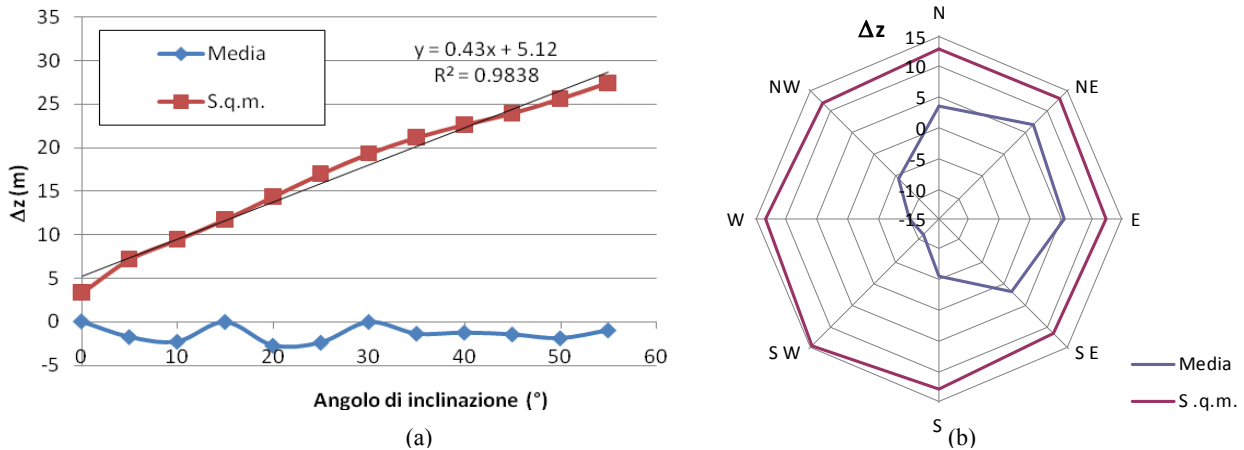 35
30
25
20
15
10
5
0
-5
Δz (m)
Media
S.q.m.
y = 0.43x + 5.12
R² = 0.9838
0 10 20 30 40 50 60
Angolo di inclinazione (°)
(a)
Δz
N
NE
E
S E
S
S W
W
NW
15
10
5
0
-5
-10
-15
Media
S .q.m.
(b)